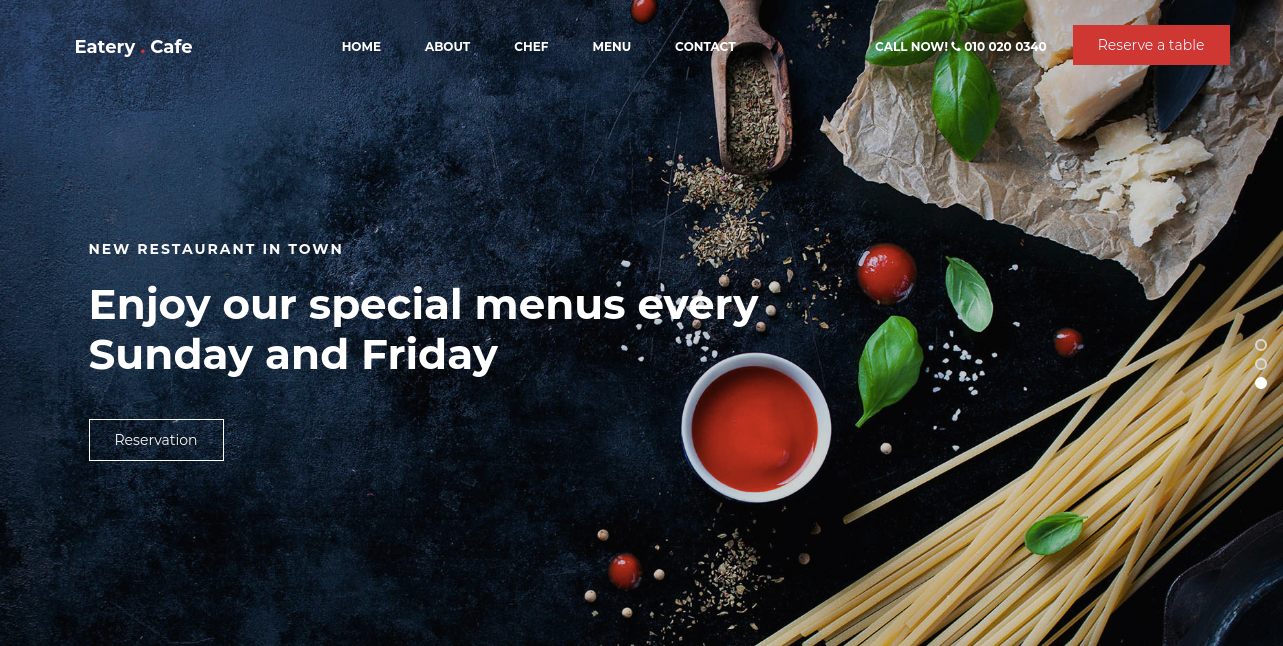 Eatery . Cafe
HOME ABOUT CHEF MENU CONTACT
CALL NOW! 010 020 0340
Reserve a table
NEW RESTAURANT IN TOWN
Enjoy our special menus every
Sunday and Friday
Reservation